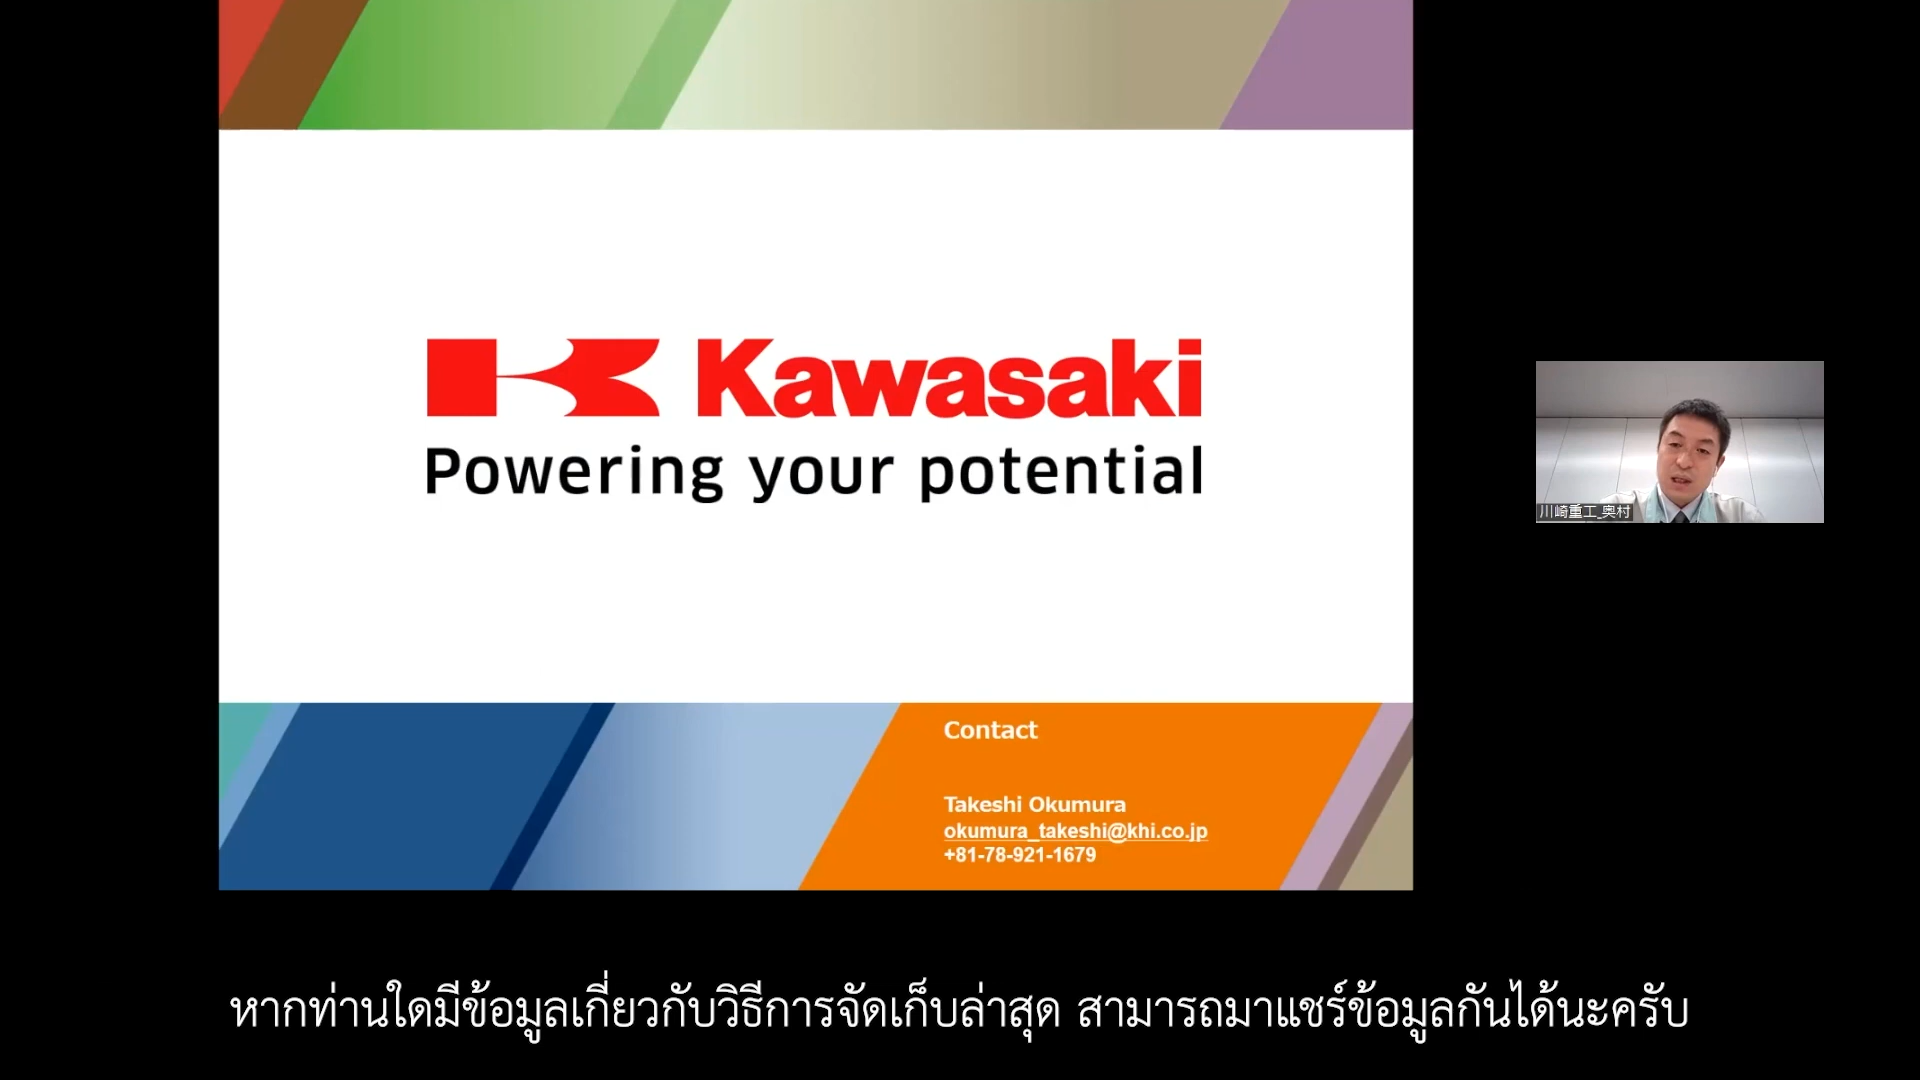 Kawasaki
Powering your potential
川崎重工_奥村
Contact
Takeshi Okumura
okumura_takeshi@khi.co.jp
+81-78-921-1679
หากท่านใดมีข้อมูลเกี่ยวกับวิธีการจัดเก็บล่าสุด สามารถมาแชร์ข้อมูลกันได้นะครับ